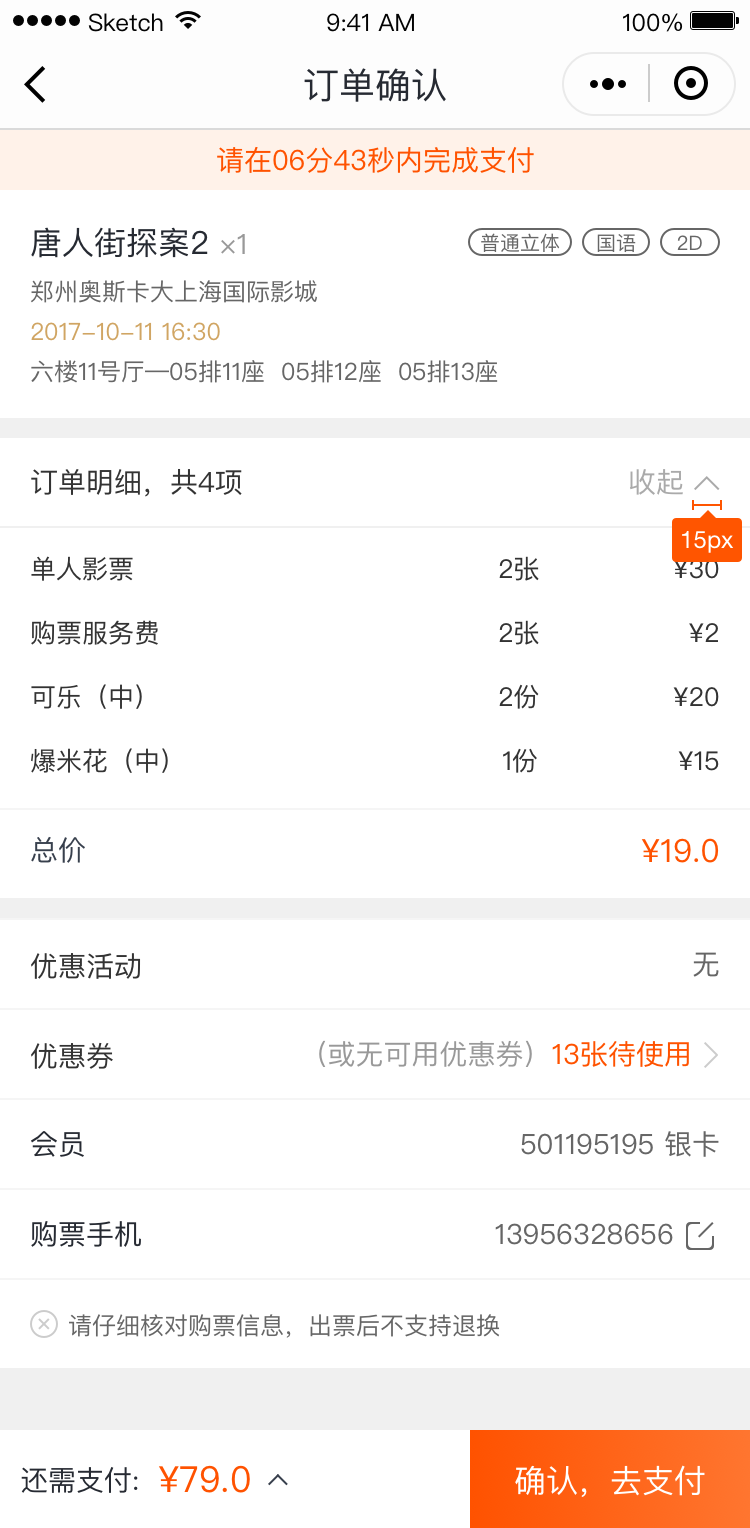 Sketch 9:41 AM 100%
订单确认
请在06分43秒内完成支付
唐人街探案2 ×1 普通立体 国语 2D
郑州奥斯卡大上海国际影城
2017-10-11 16:30
六楼11号厅—05排11座 05排12座 05排13座
订单明细，共4项 收起
15px
单人影票 2张 ¥30
购票服务费 2张 ¥2
可乐（中） 2份 ¥20
爆米花（中） 1份 ¥15
总价 ¥19.0
优惠活动 无
优惠券 （或无可用优惠券） 13张待使用
会员 501195195 银卡
购票手机 13956328656
请仔细核对购票信息，出票后不支持退换
还需支付: ¥79.0 确认，去支付